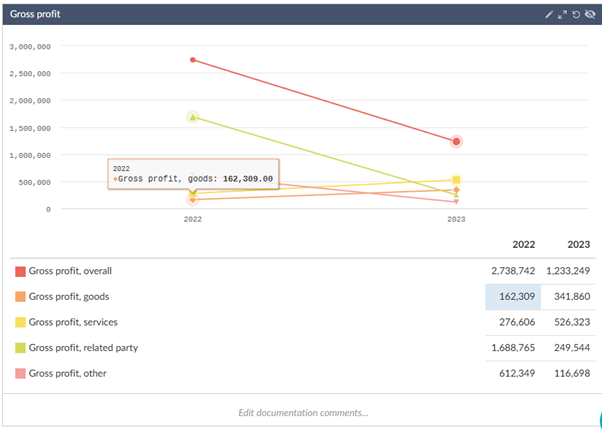 Gross profit
3,000,000
2,500,000
2,000,000
1,500,000
1,000,000
500,000
0
2022
Gross profit, goods: 162,309.00
2022 2023
2022 2023
Gross profit, overall 2,738,742 1,233,249
Gross profit, goods 162,309 341,860
Gross profit, services 276,606 526,323
Gross profit, related party 1,688,765 249,544
Gross profit, other 612,349 116,698
Edit documentation comments...